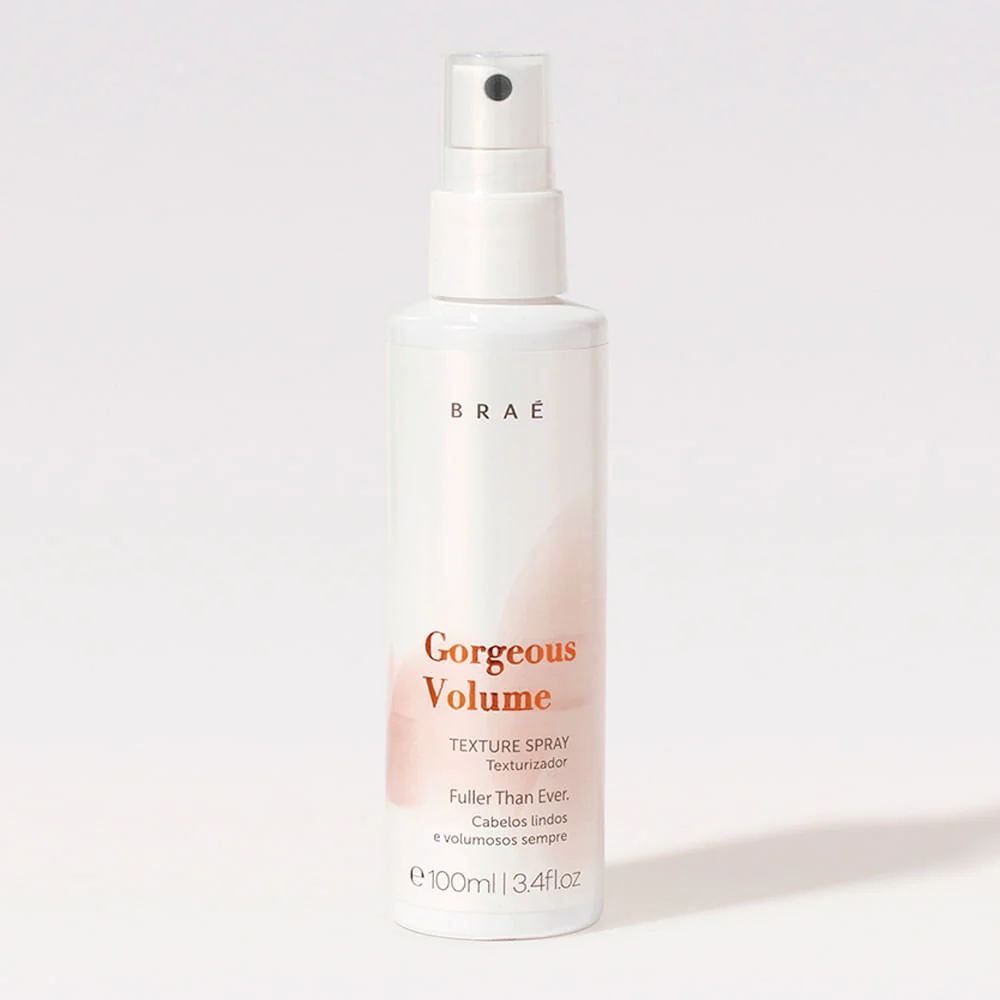 BRAÉ
Gorgeous
Volume
TEXTURE SPRAY
Texturizador
Fuller Than Ever.
Cabelos lindos
e volumosos sempre
℮100ml | 3.4fl.oz